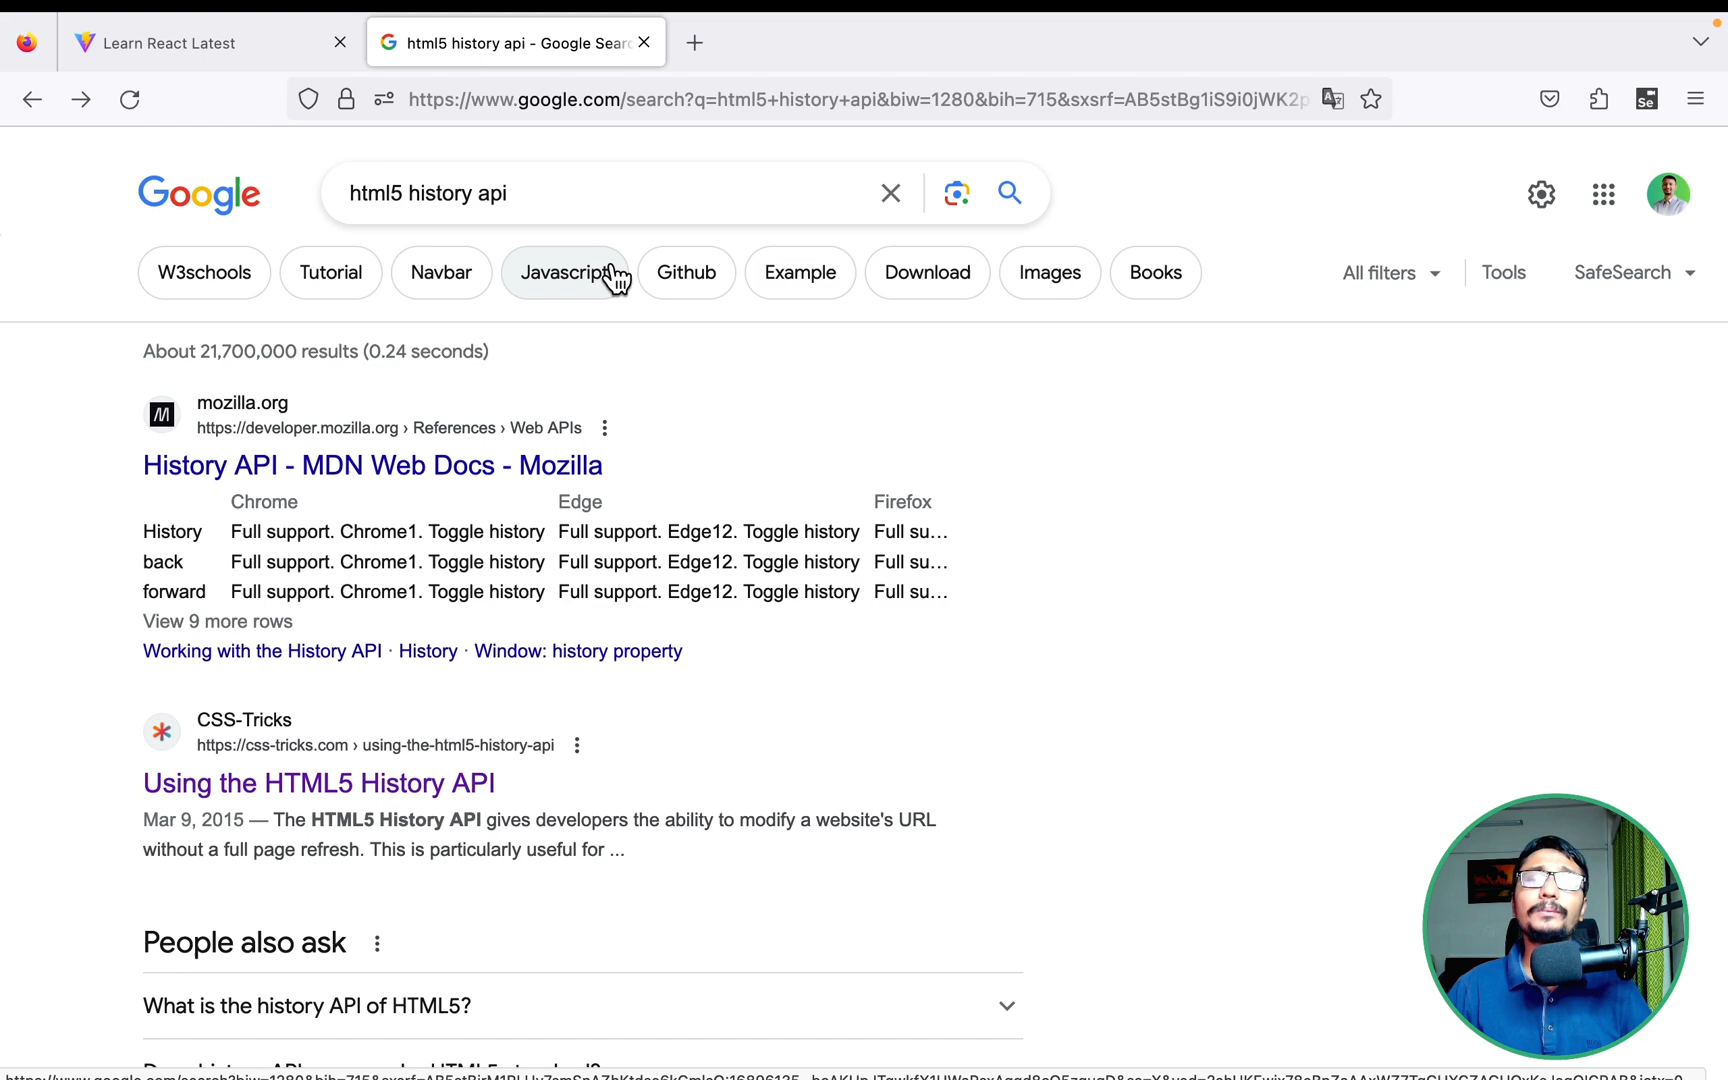 Learn React Latest
html5 history api - Google Sear
https://www.google.com/search?q=html5+history+api&biw=1280&bih=715&sxsrf=AB5stBg1iS9i0jWK2p
Se
Google
html5 history api
W3schools
Tutorial
Navbar
Javascript
Github
Example
Download
Images
Books
All filters
Tools
SafeSearch
About 21,700,000 results (0.24 seconds)
mozilla.org
https://developer.mozilla.org › References › Web APIs
History API - MDN Web Docs - Mozilla
Chrome Edge Firefox
History Full support. Chrome1. Toggle history Full support. Edge12. Toggle history Full su...
back Full support. Chrome1. Toggle history Full support. Edge12. Toggle history Full su...
forward Full support. Chrome1. Toggle history Full support. Edge12. Toggle history Full su...
View 9 more rows
Working with the History API · History · Window: history property
CSS-Tricks
https://css-tricks.com › using-the-html5-history-api
Using the HTML5 History API
Mar 9, 2015 — The HTML5 History API gives developers the ability to modify a website's URL
without a full page refresh. This is particularly useful for ...
People also ask
What is the history API of HTML5?